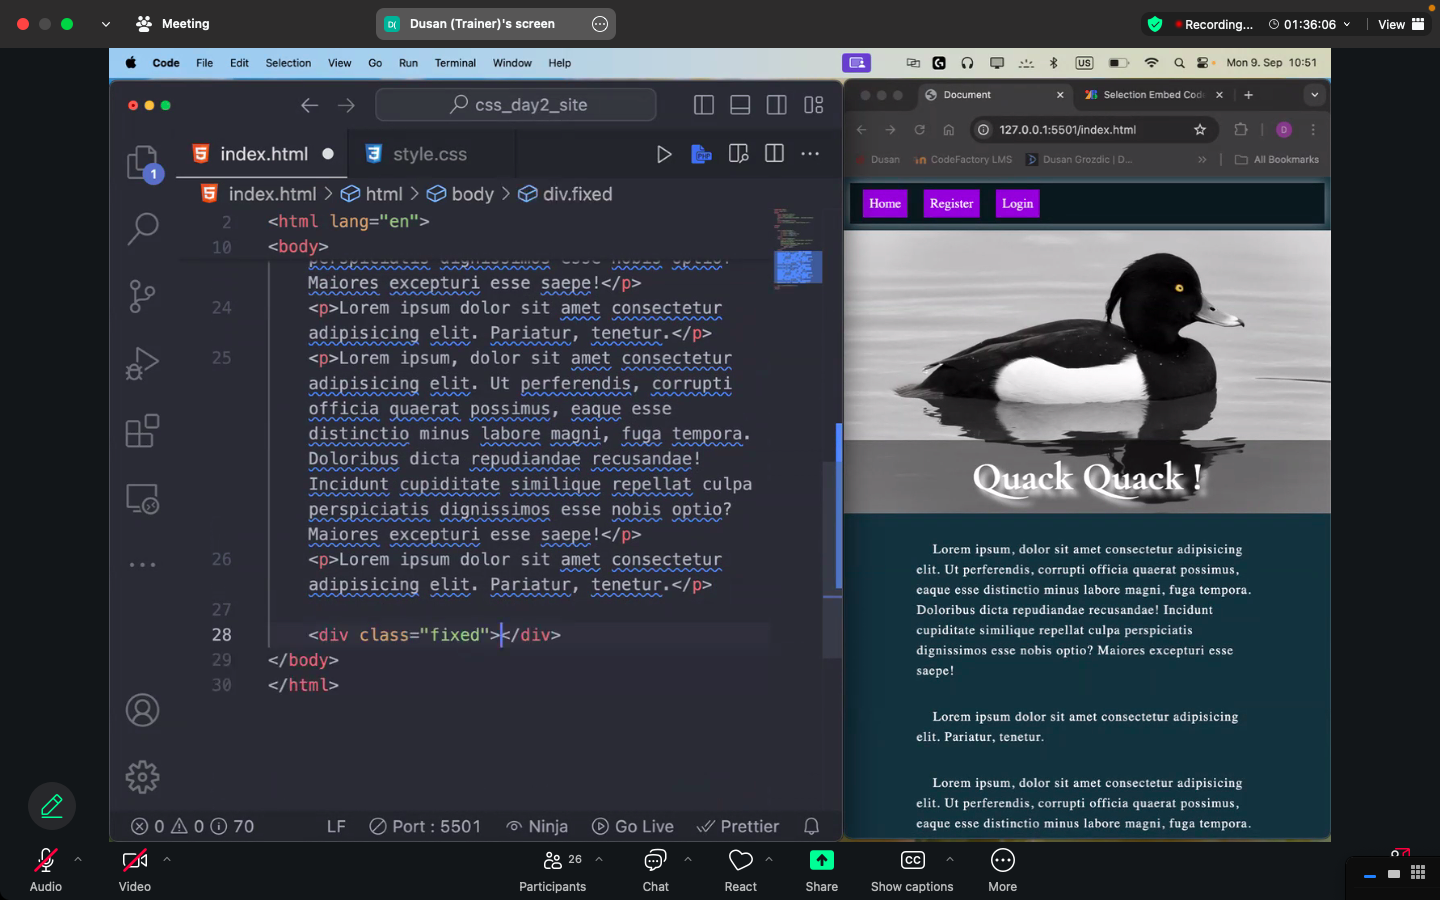 Meeting
D( Dusan (Trainer)'s screen
Recording...
01:36:06
View
Code File Edit Selection View Go Run Terminal Window Help
US
Mon 9. Sep 10:51
css_day2_site
index.html
style.css
PHP
1
index.html > html > body > div.fixed
2 <html lang="en">
10 <body>
perspiciatis dignissimos esse nobis optio?
Maiores excepturi esse saepe!</p>
24 <p>Lorem ipsum dolor sit amet consectetur
adipisicing elit. Pariatur, tenetur.</p>
25 <p>Lorem ipsum, dolor sit amet consectetur
adipisicing elit. Ut perferendis, corrupti
officia quaerat possimus, eaque esse
distinctio minus labore magni, fuga tempora.
Doloribus dicta repudiandae recusandae!
Incidunt cupiditate similique repellat culpa
perspiciatis dignissimos esse nobis optio?
Maiores excepturi esse saepe!</p>
26 <p>Lorem ipsum dolor sit amet consectetur
adipisicing elit. Pariatur, tenetur.</p>
27
28 <div class="fixed"></div>
29 </body>
30 </html>
0 0 70 LF Port : 5501 Ninja Go Live Prettier
Document
Selection Embed Cod
127.0.0.1:5501/index.html
D
Dusan
CodeFactory LMS
Dusan Grozdic | D...
All Bookmarks
Home
Register
Login
Quack Quack !
Lorem ipsum, dolor sit amet consectetur adipisicing
elit. Ut perferendis, corrupti officia quaerat possimus,
eaque esse distinctio minus labore magni, fuga tempora.
Doloribus dicta repudiandae recusandae! Incidunt
cupiditate similique repellat culpa perspiciatis
dignissimos esse nobis optio? Maiores excepturi esse
saepe!
Lorem ipsum dolor sit amet consectetur adipisicing
elit. Pariatur, tenetur.
Lorem ipsum, dolor sit amet consectetur adipisicing
elit. Ut perferendis, corrupti officia quaerat possimus,
eaque esse distinctio minus labore magni, fuga tempora.
Audio
Video
Participants
26
Chat
React
Share
CC
Show captions
More